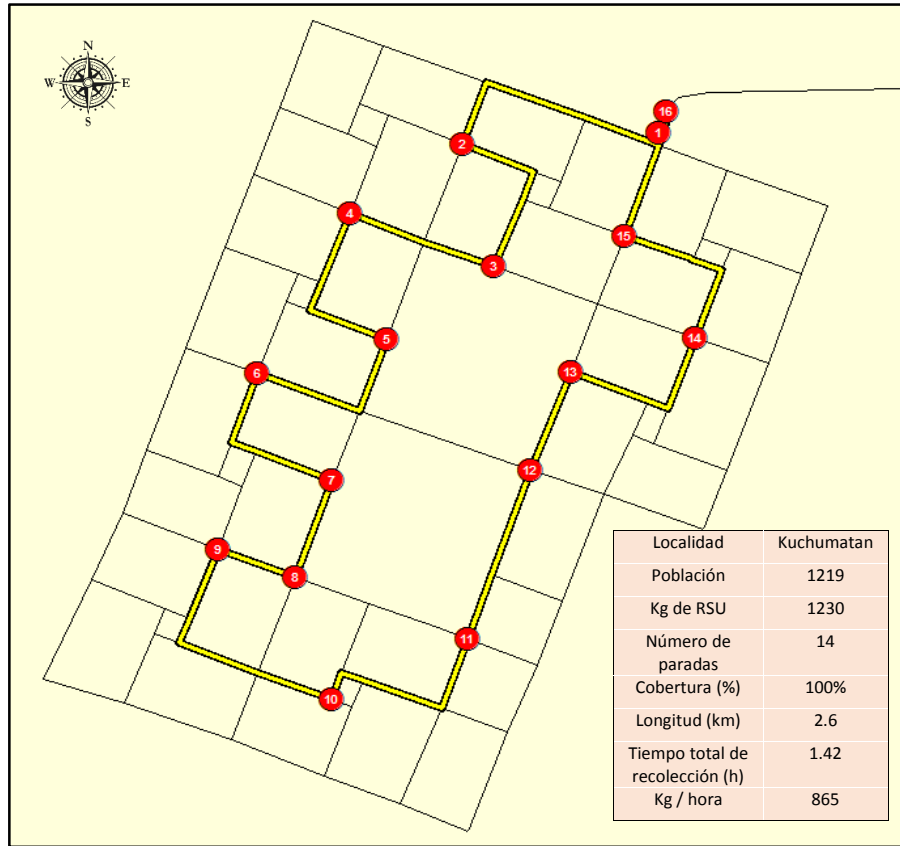 N
W E
S
16
1
2
15
4
3
14
5
13
6
12
7
9
8
11
10
Localidad Kuchumatan
Población 1219
Kg de RSU 1230
Número de
paradas 14
Cobertura (%) 100%
Longitud (km) 2.6
Tiempo total de
recolección (h) 1.42
Kg / hora 865